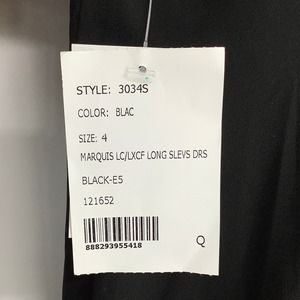 STYLE: 3034S
COLOR: BLAC
SIZE: 4
MARQUIS LC/LXCF LONG SLEVS DRS
BLACK-E5
121652
888293955418
Q